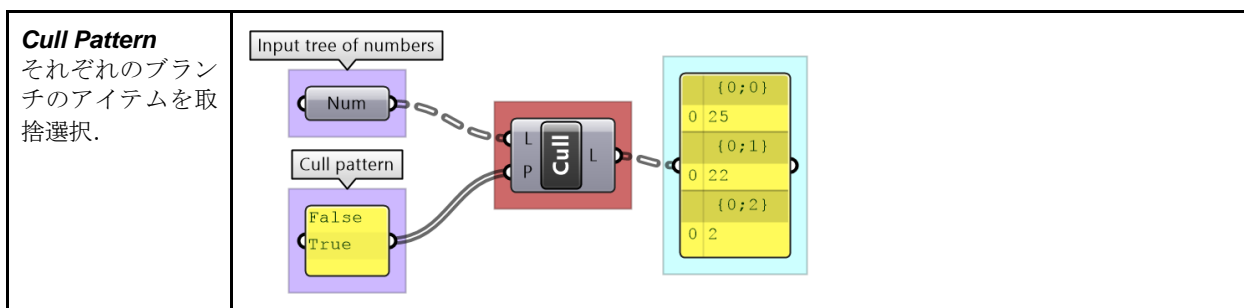 Cull Pattern
それぞれのブラン
チのアイテムを取
捨選択.
Input tree of numbers
Num
Cull pattern
False
True
L
P
Cull
L
{0;0}
0 25
{0;1}
0 22
{0;2}
0 2